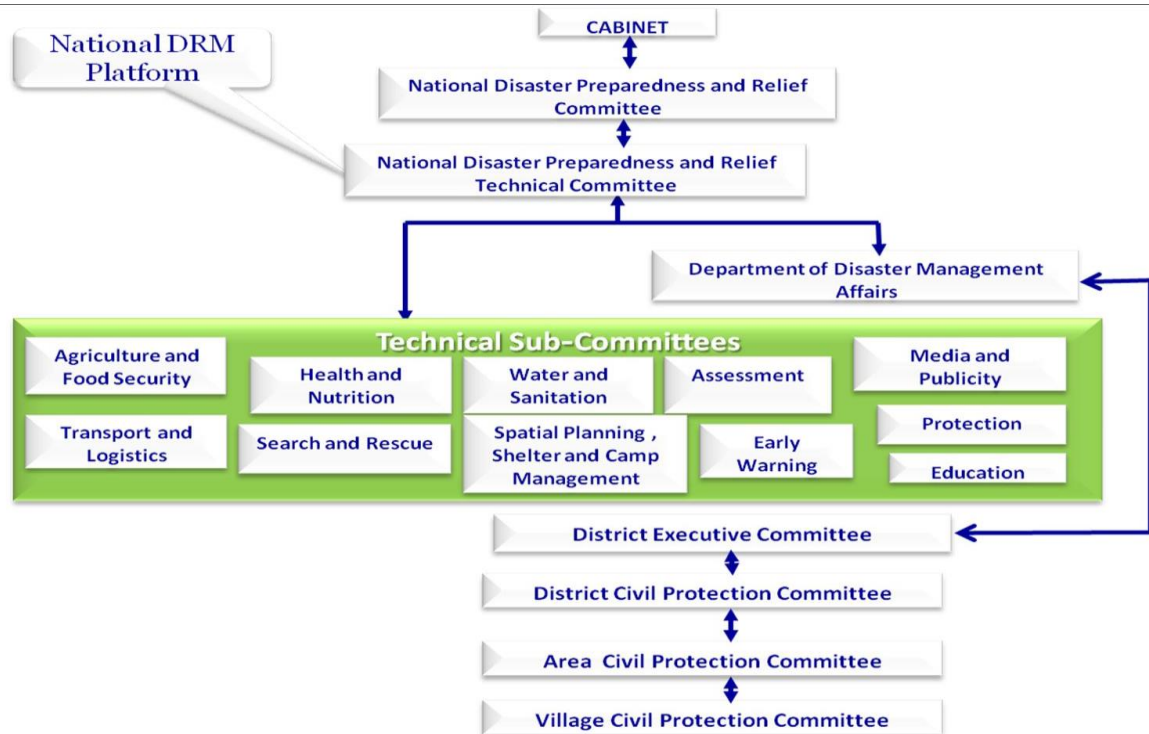 CABINET
National DRM
Platform
National Disaster Preparedness and Relief
Committee
National Disaster Preparedness and Relief
Technical Committee
Department of Disaster Management
Affairs
Technical Sub-Committees
Agriculture and
Food Security
Health and
Nutrition
Water and
Sanitation
Assessment
Media and
Publicity
Transport and
Logistics
Search and Rescue
Spatial Planning ,
Shelter and Camp
Management
Early
Warning
Protection
Education
District Executive Committee
District Civil Protection Committee
Area Civil Protection Committee
Village Civil Protection Committee